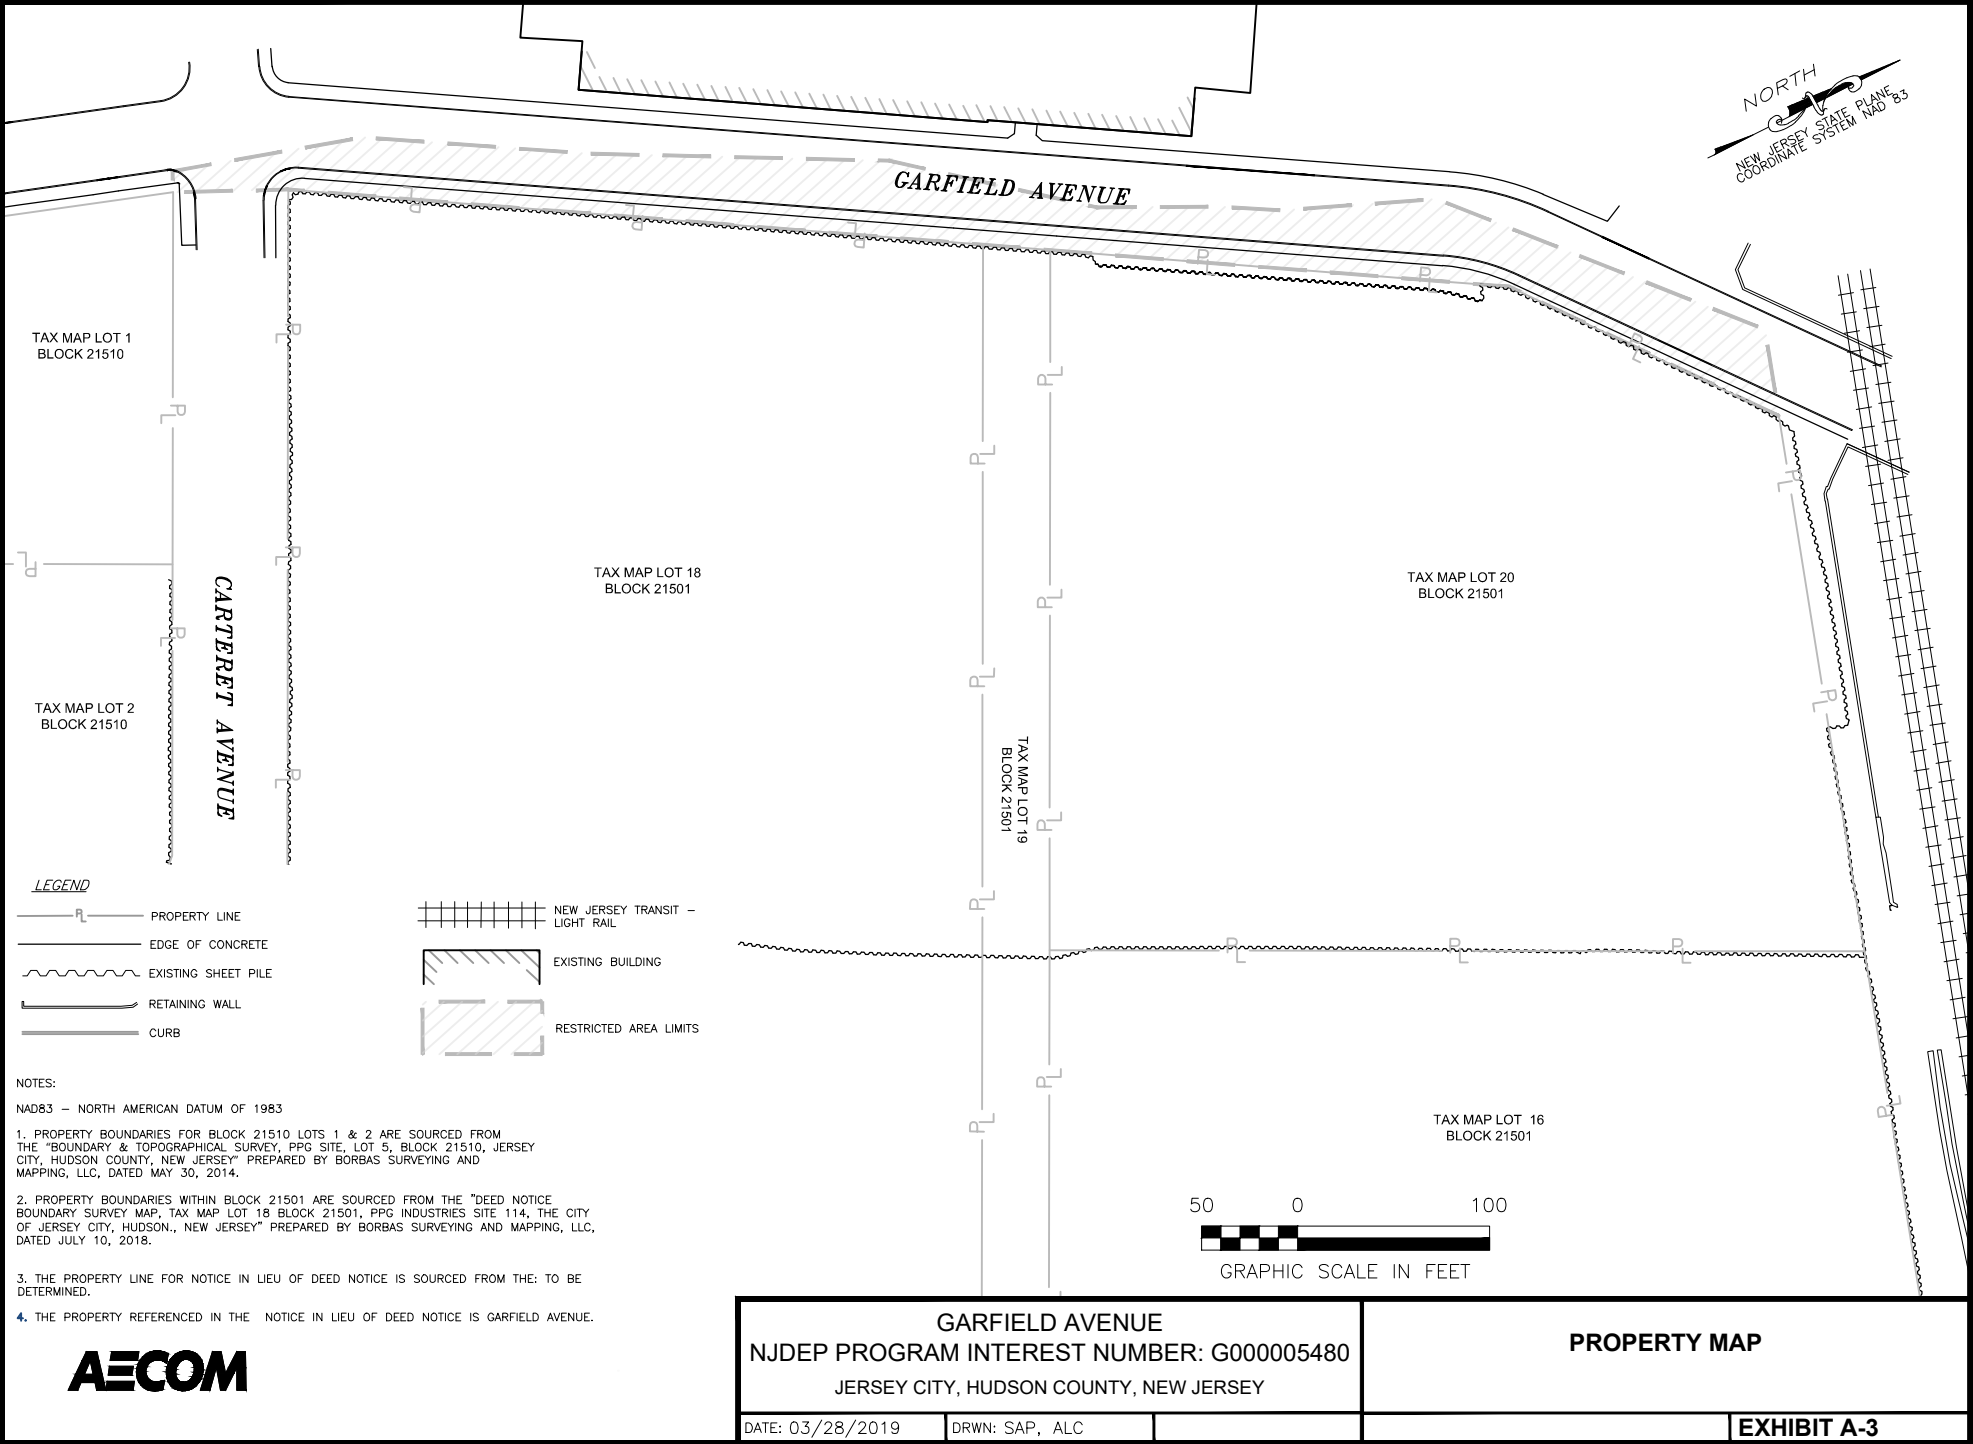 NORTH
NEW JERSEY STATE PLANE
COORDINATE SYSTEM NAD 83
GARFIELD AVENUE
TAX MAP LOT 1
BLOCK 21510
TAX MAP LOT 18
BLOCK 21501
TAX MAP LOT 20
BLOCK 21501
CARTERET AVENUE
TAX MAP LOT 2
BLOCK 21510
TAX MAP LOT 19
BLOCK 21501
TAX MAP LOT 16
BLOCK 21501
LEGEND
PL PROPERTY LINE
EDGE OF CONCRETE
EXISTING SHEET PILE
RETAINING WALL
CURB
NEW JERSEY TRANSIT –
LIGHT RAIL
EXISTING BUILDING
RESTRICTED AREA LIMITS
NOTES:
NAD83 – NORTH AMERICAN DATUM OF 1983
1. PROPERTY BOUNDARIES FOR BLOCK 21510 LOTS 1 & 2 ARE SOURCED FROM
THE "BOUNDARY & TOPOGRAPHICAL SURVEY, PPG SITE, LOT 5, BLOCK 21510, JERSEY
CITY, HUDSON COUNTY, NEW JERSEY" PREPARED BY BORBAS SURVEYING AND
MAPPING, LLC, DATED MAY 30, 2014.
2. PROPERTY BOUNDARIES WITHIN BLOCK 21501 ARE SOURCED FROM THE "DEED NOTICE
BOUNDARY SURVEY MAP, TAX MAP LOT 18 BLOCK 21501, PPG INDUSTRIES SITE 114, THE CITY
OF JERSEY CITY, HUDSON., NEW JERSEY" PREPARED BY BORBAS SURVEYING AND MAPPING, LLC,
DATED JULY 10, 2018.
3. THE PROPERTY LINE FOR NOTICE IN LIEU OF DEED NOTICE IS SOURCED FROM THE: TO BE
DETERMINED.
4. THE PROPERTY REFERENCED IN THE NOTICE IN LIEU OF DEED NOTICE IS GARFIELD AVENUE.
50 0 100
GRAPHIC SCALE IN FEET
AECOM
GARFIELD AVENUE
NJDEP PROGRAM INTEREST NUMBER: G000005480
JERSEY CITY, HUDSON COUNTY, NEW JERSEY
DATE: 03/28/2019
DRWN: SAP, ALC
PROPERTY MAP
EXHIBIT A-3